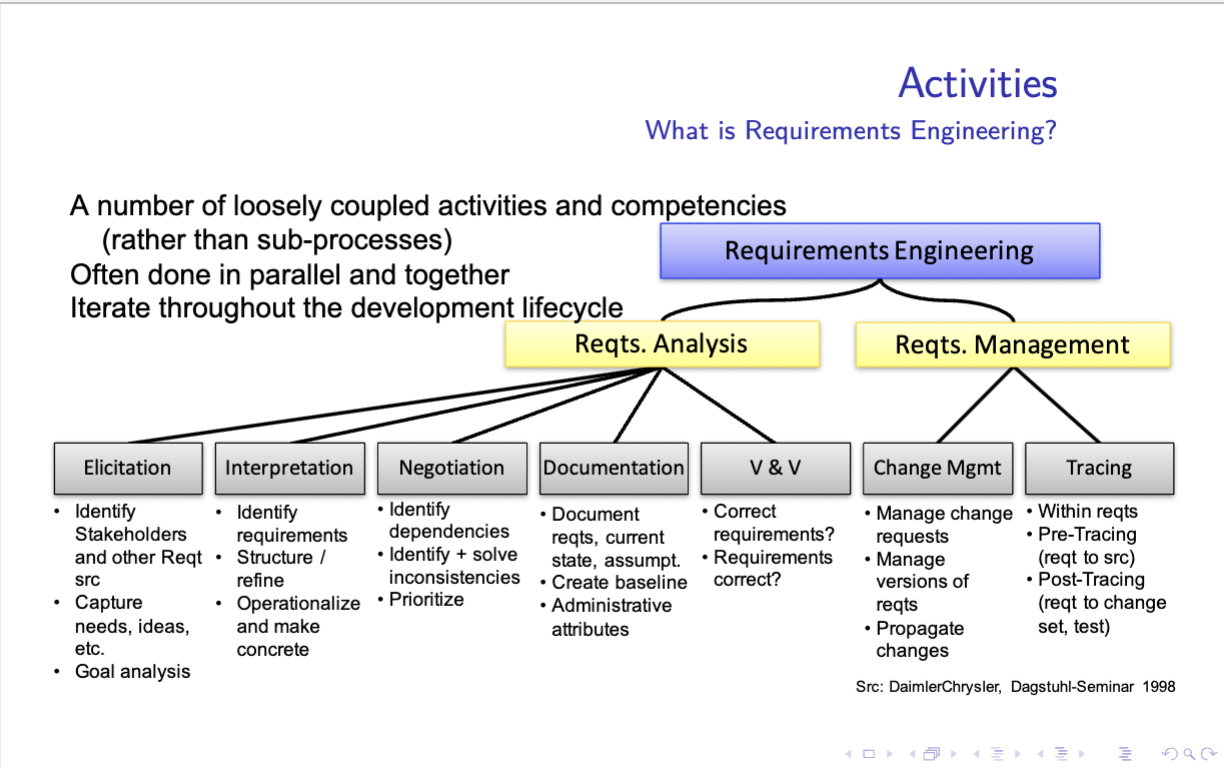 Activities
What is Requirements Engineering?
A number of loosely coupled activities and competencies
(rather than sub-processes)
Often done in parallel and together
Iterate throughout the development lifecycle
Requirements Engineering
Reqts. Analysis
Reqts. Management
Elicitation
• Identify
Stakeholders
and other Reqt
src
• Capture
needs, ideas,
etc.
• Goal analysis
Interpretation
• Identify
requirements
• Structure /
refine
• Operationalize
and make
concrete
Negotiation
• Identify
dependencies
• Identify + solve
inconsistencies
• Prioritize
Documentation
• Document
reqts, current
state, assumpt.
• Create baseline
• Administrative
attributes
V & V
• Correct
requirements?
• Requirements
correct?
Change Mgmt
• Manage change
requests
• Manage
versions of
reqts
• Propagate
changes
Tracing
• Within reqts
• Pre-Tracing
(reqt to src)
• Post-Tracing
(reqt to change
set, test)
Src: DaimlerChrysler, Dagstuhl-Seminar 1998